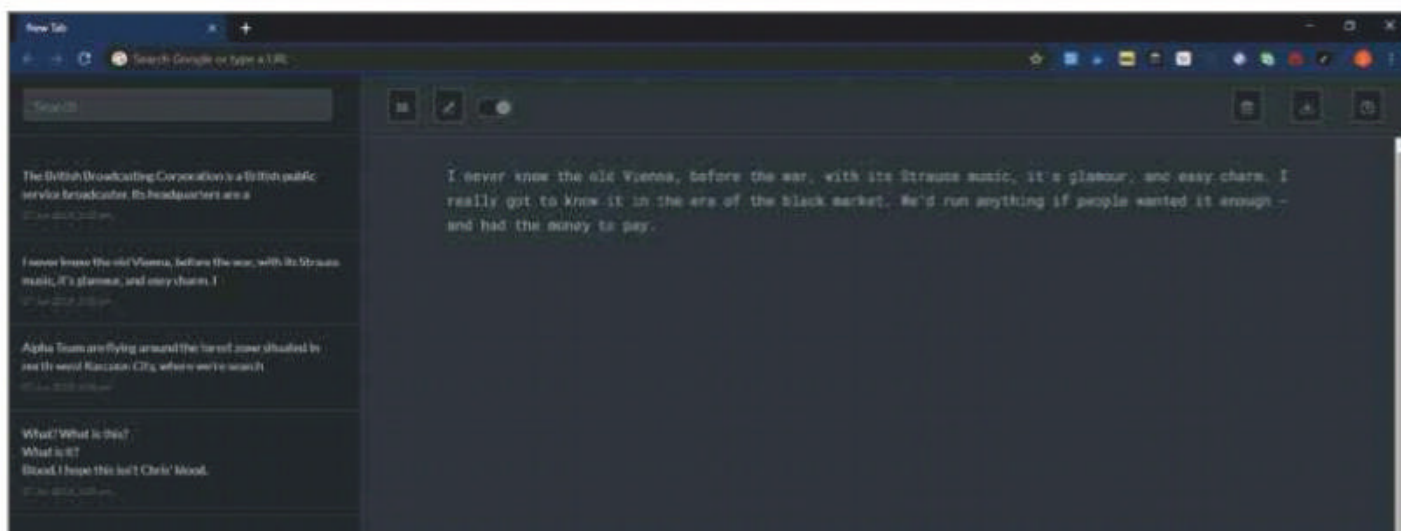 New Tab
Search Google or type a URL
Search
The British Broadcasting Corporation is a British public
service broadcaster. Its headquarters are a
I never knew the old Vienna, before the war, with its Strauss
music, it's glamour, and easy charm. I
Alpha Team are flying around the forest zone situated in
north west Raccoon City, where we're search
What? What is this?
What is it?
Blood. I hope this isn't Chris' blood.
I never knew the old Vienna, before the war, with its Strauss music, it's glamour, and easy charm. I
really got to know it in the era of the black market. We'd run anything if people wanted it enough –
and had the money to pay.